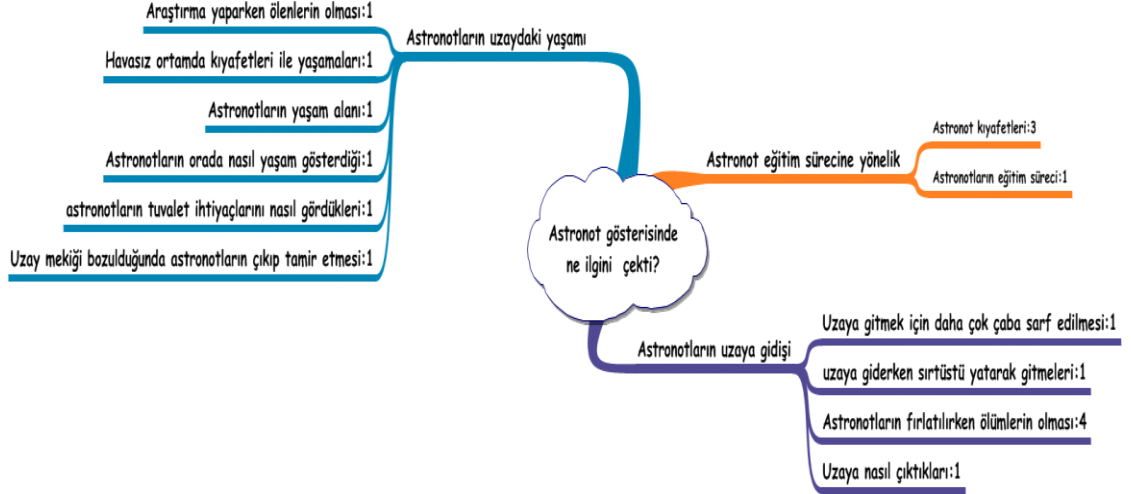 Araştırma yaparken ölenlerin olması:1
Astronotların uzaydaki yaşamı
Havasız ortamda kıyafetleri ile yaşamaları:1
Astronotların yaşam alanı:1
Astronotların orada nasıl yaşam gösterdiği:1
astronotların tuvalet ihtiyaçlarını nasıl gördükleri:1
Uzay mekiği bozulduğunda astronotların çıkıp tamir etmesi:1
Astronot gösterisinde
ne ilgini çekti?
Astronot eğitim sürecine yönelik
Astronot kıyafetleri:3
Astronotların eğitim süreci:1
Astronotların uzaya gidişi
Uzaya gitmek için daha çok çaba sarf edilmesi:1
uzaya giderken sırtüstü yatarak gitmeleri:1
Astronotların fırlatılırken ölümlerin olması:4
Uzaya nasıl çıktıkları:1